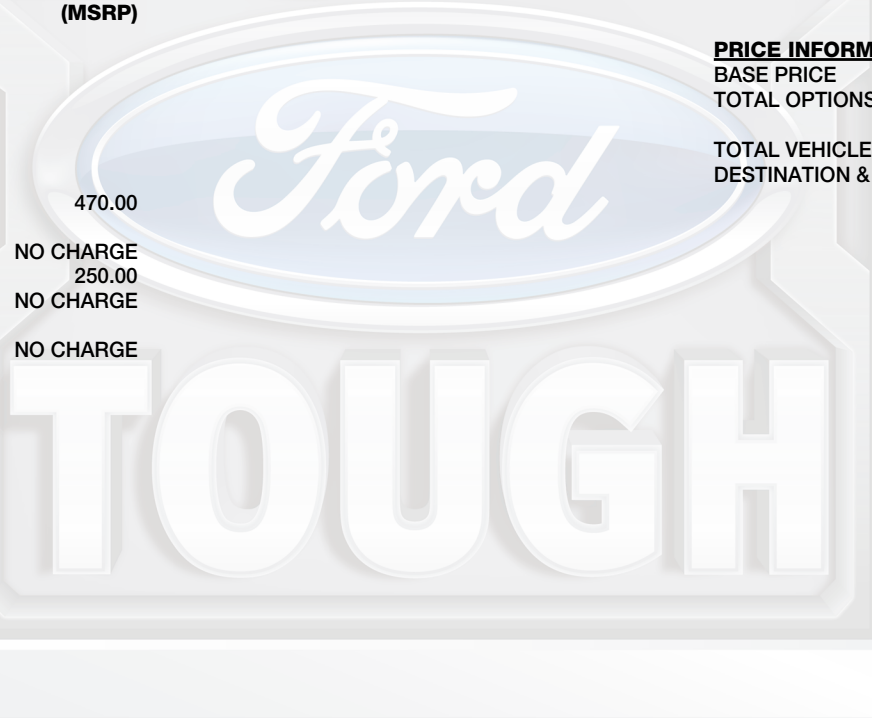 (MSRP)
470.00
NO CHARGE
250.00
NO CHARGE
NO CHARGE
PRICE INFORM
BASE PRICE
TOTAL OPTIONS
TOTAL VEHICLE
DESTINATION &
Ford
TOUGH